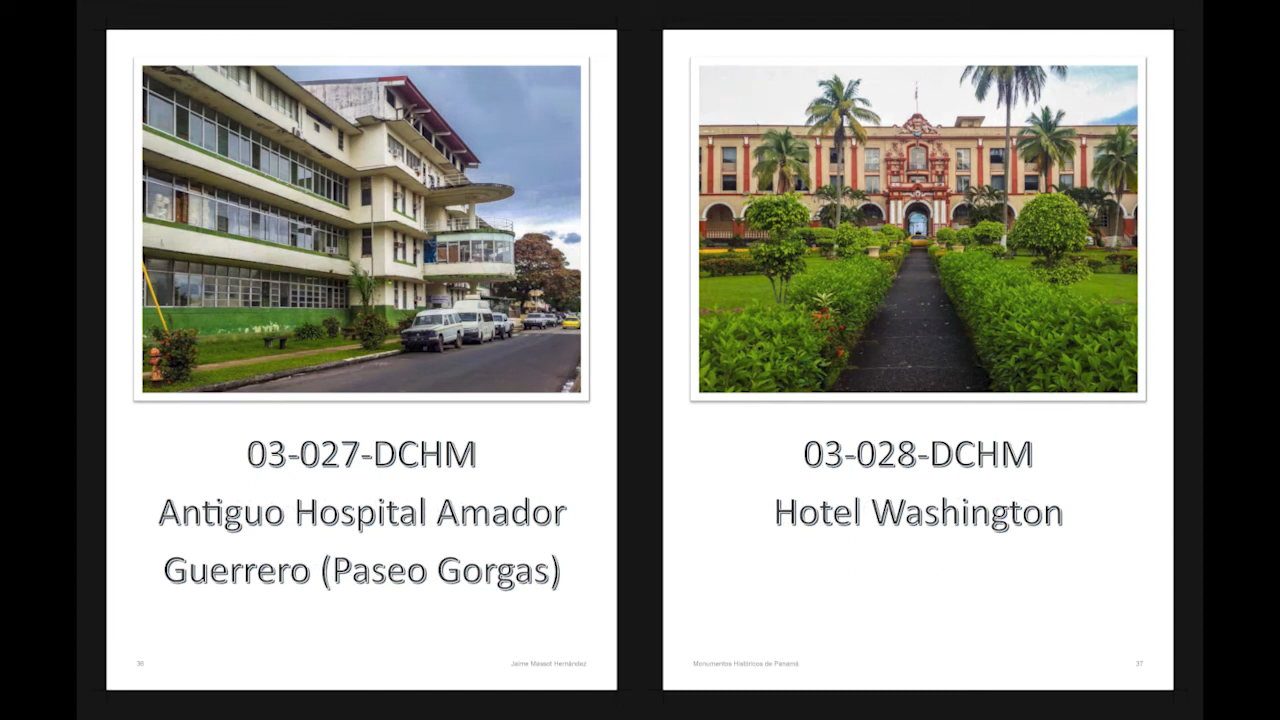 03-027-DCHM
Antiguo Hospital Amador
Guerrero (Paseo Gorgas)
36
Jaime Massot Hernández
03-028-DCHM
Hotel Washington
Monumentos Históricos de Panamá
37